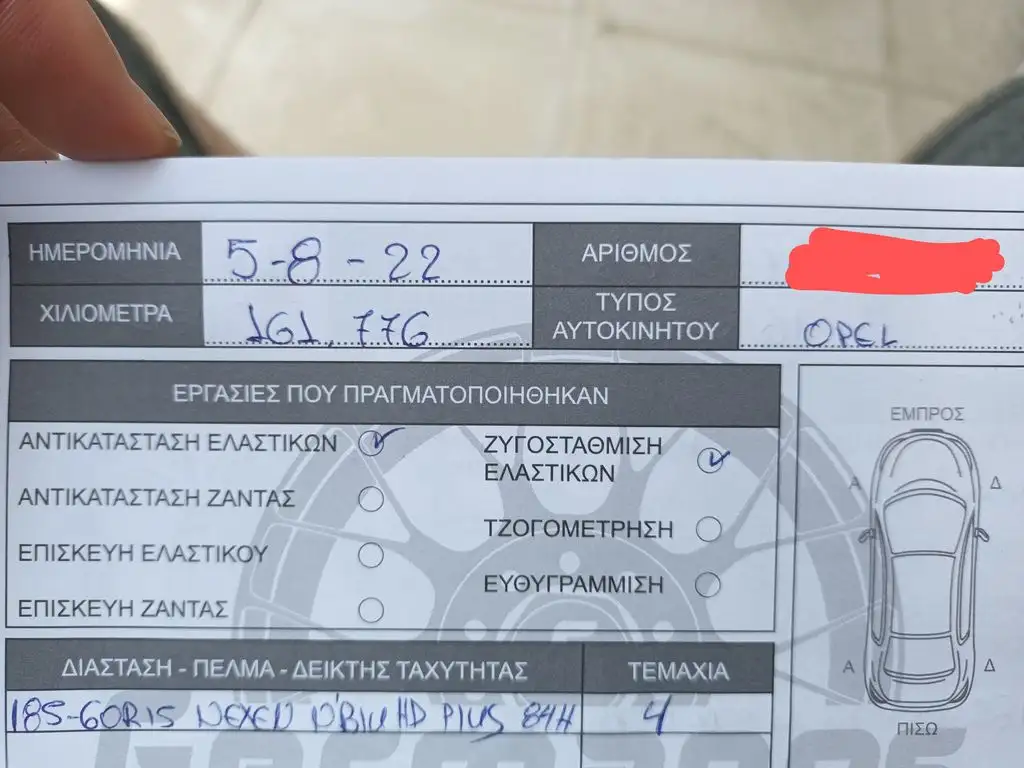 ΗΜΕΡΟΜΗΝΙΑ 5-8-22 ΑΡΙΘΜΟΣ
ΧΙΛΙΟΜΕΤΡΑ 161.776 ΤΥΠΟΣ ΑΥΤΟΚΙΝΗΤΟΥ OPEL
ΕΡΓΑΣΙΕΣ ΠΟΥ ΠΡΑΓΜΑΤΟΠΟΙΗΘΗΚΑΝ
ΑΝΤΙΚΑΤΑΣΤΑΣΗ ΕΛΑΣΤΙΚΩΝ
ΑΝΤΙΚΑΤΑΣΤΑΣΗ ΖΑΝΤΑΣ
ΕΠΙΣΚΕΥΗ ΕΛΑΣΤΙΚΟΥ
ΕΠΙΣΚΕΥΗ ΖΑΝΤΑΣ
ΖΥΓΟΣΤΑΘΜΙΣΗ
ΕΛΑΣΤΙΚΩΝ
ΤΖΟΓΟΜΕΤΡΗΣΗ
ΕΥΘΥΓΡΑΜΜΙΣΗ
ΕΜΠΡΟΣ
Α Δ
Α Δ
ΠΙΣΩ
ΔΙΑΣΤΑΣΗ - ΠΕΛΜΑ - ΔΕΙΚΤΗΣ ΤΑΧΥΤΗΤΑΣ ΤΕΜΑΧΙΑ
185-60R15 NEXEN N'Blu HD Plus 84H 4